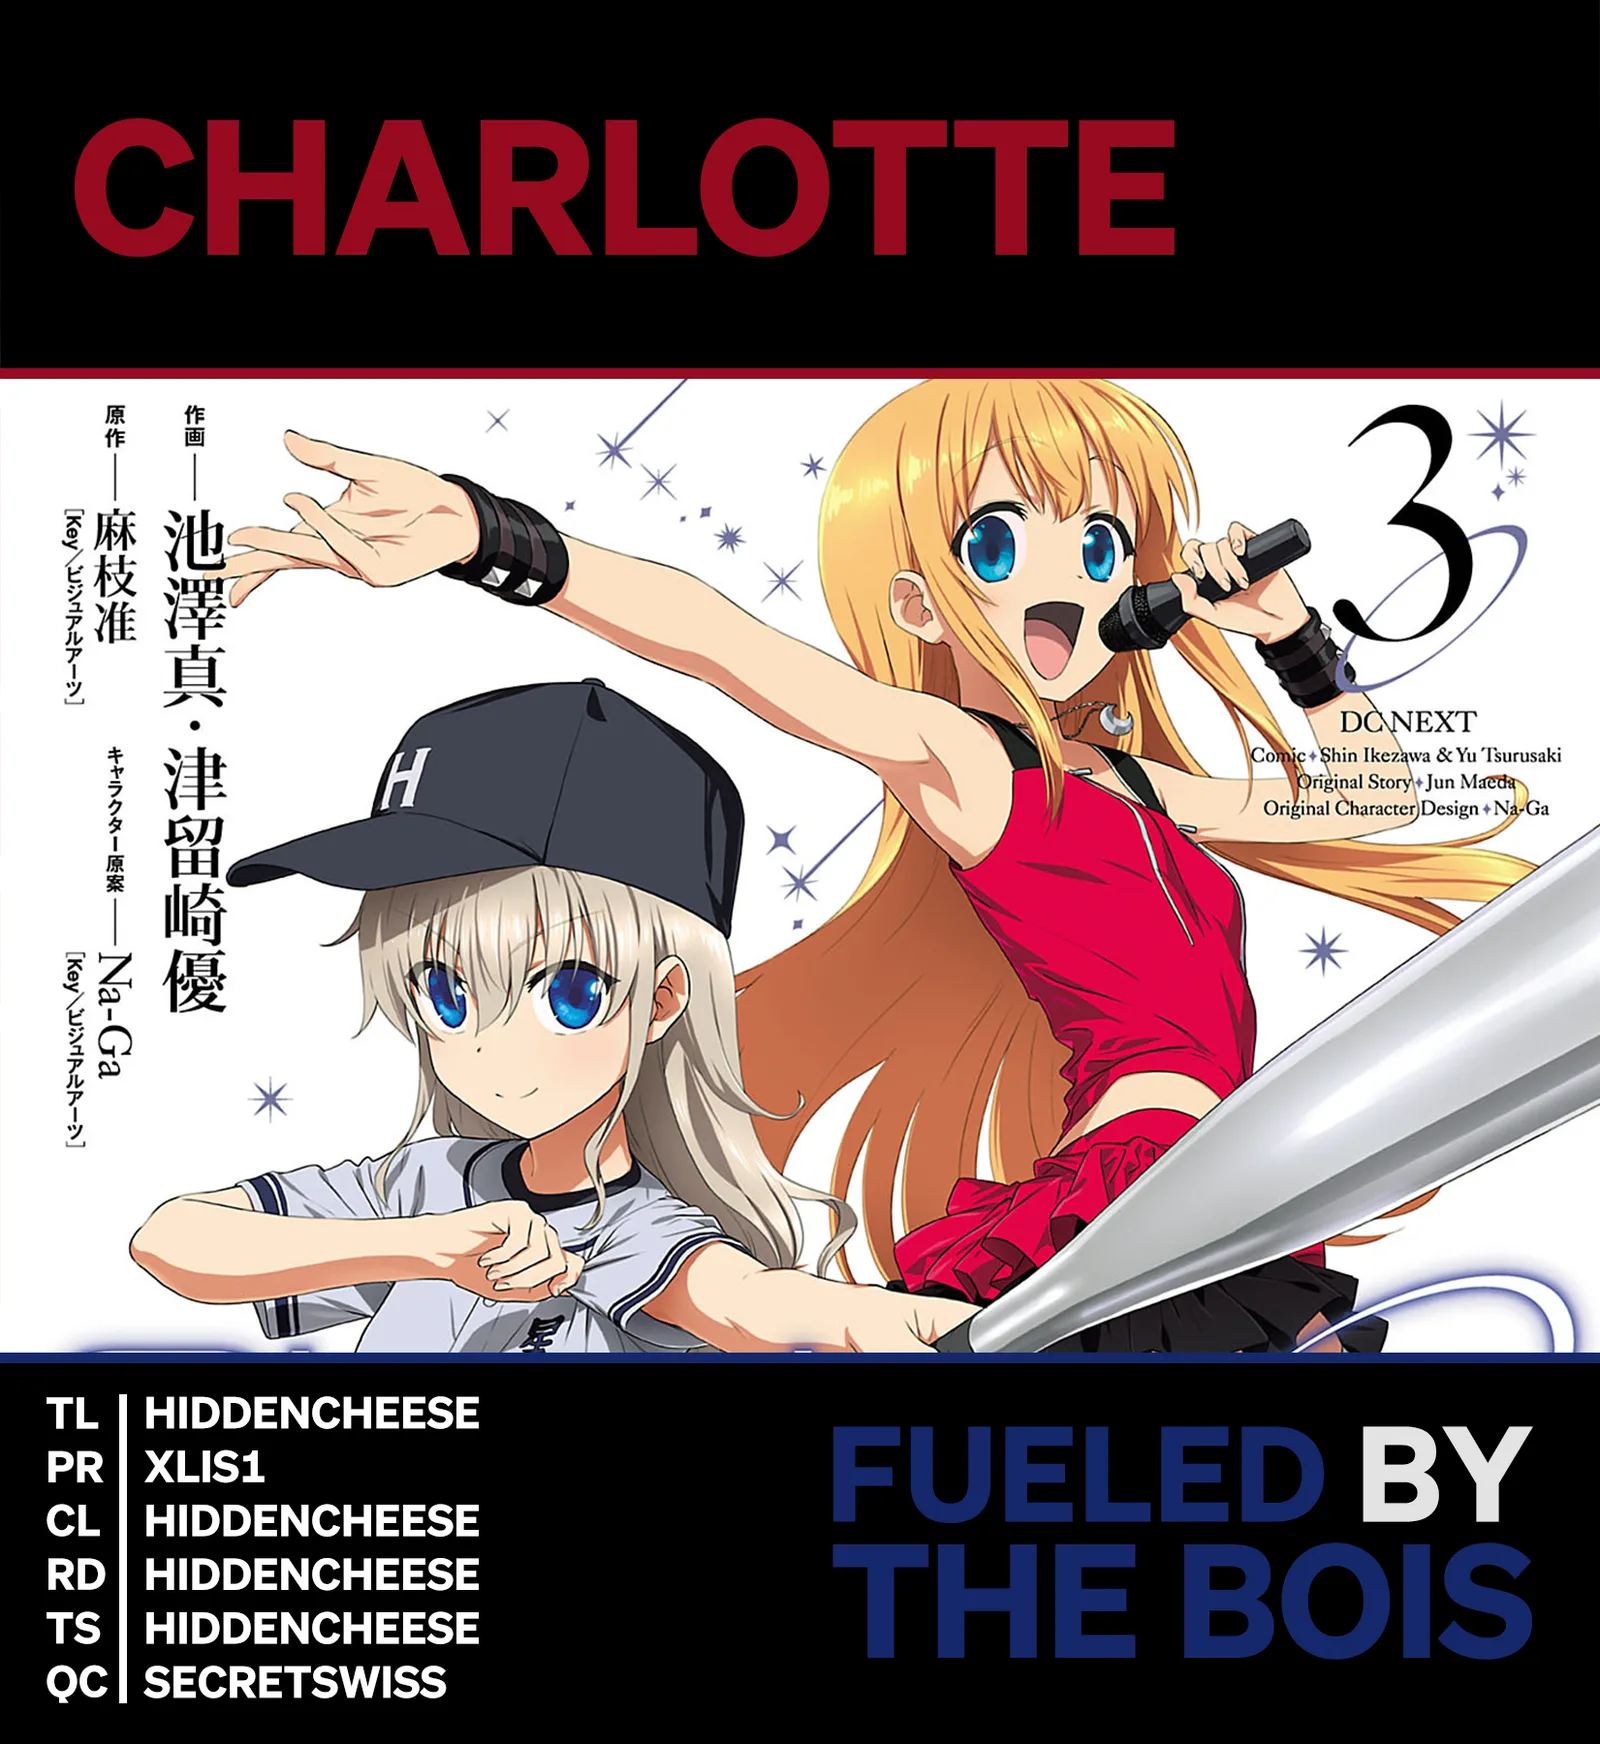 CHARLOTTE
3
DC NEXT
Comic✦Shin Ikezawa & Yu Tsurusaki
Original Story✦Jun Maeda
Original Character Design✦Na-Ga
作画——池澤真・津留崎優
原作——麻枝准
[Key/ビジュアルアーツ]
キャラクター原案——Na-Ga
[Key/ビジュアルアーツ]
H
星
TL HIDDENCHEESE
PR XLIS1
CL HIDDENCHEESE
RD HIDDENCHEESE
TS HIDDENCHEESE
QC SECRETSWISS
FUELED BY
THE BOIS